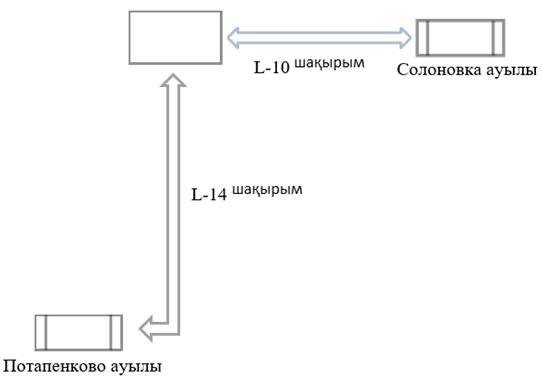 L-10 шақырым
Солоновка ауылы
L-14 шақырым
Потапенково ауылы